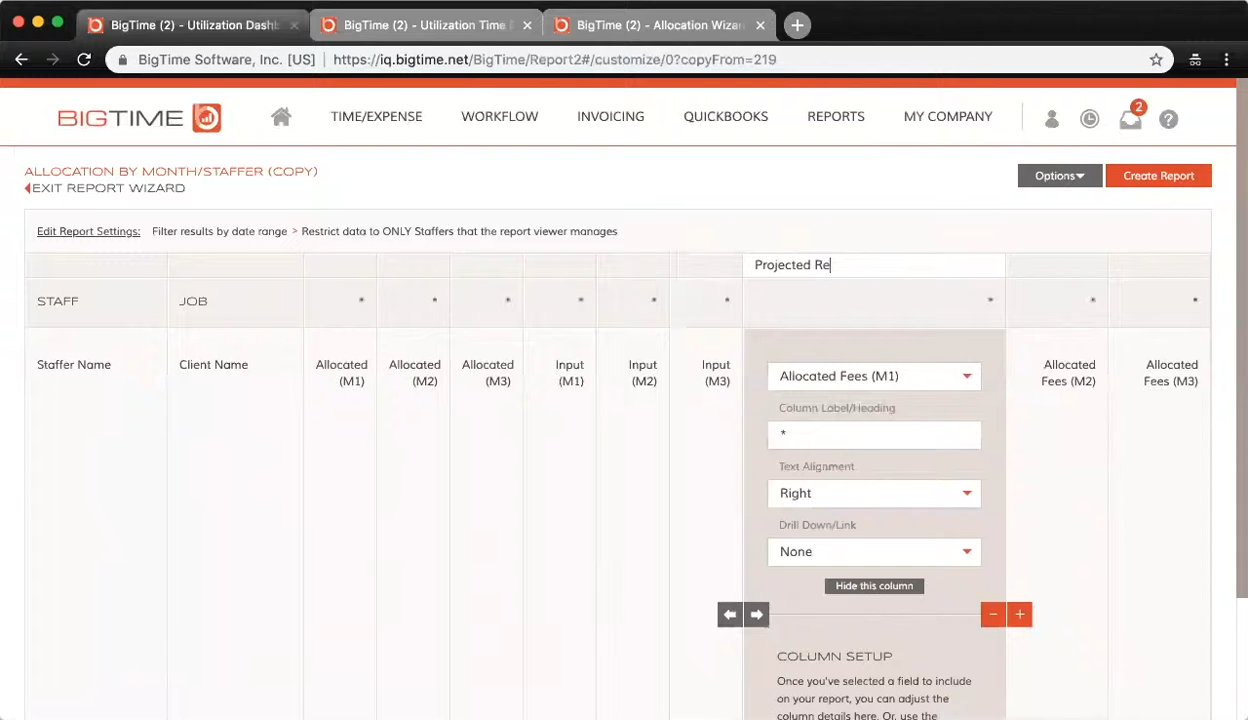 BigTime (2) - Utilization Dashb
BigTime (2) - Utilization Time
BigTime (2) - Allocation Wizar
BigTime Software, Inc. [US] | https://iq.bigtime.net/BigTime/Report2#/customize/0?copyFrom=219
BIGTIME
TIME/EXPENSE
WORKFLOW
INVOICING
QUICKBOOKS
REPORTS
MY COMPANY
2
?
ALLOCATION BY MONTH/STAFFER (COPY)
EXIT REPORT WIZARD
Options
Create Report
Edit Report Settings: Filter results by date range > Restrict data to ONLY Staffers that the report viewer manages
Projected Re
STAFF JOB * * * * * * * * *
Staffer Name
Client Name
Allocated
(M1)
Allocated
(M2)
Allocated
(M3)
Input
(M1)
Input
(M2)
Input
(M3)
Allocated Fees (M1)
Column Label/Heading
*
Text Alignment
Right
Drill Down/Link
None
Hide this column
- +
COLUMN SETUP
Once you've selected a field to include
on your report, you can adjust the
column details here. Or, use the
Allocated
Fees (M2)
Allocated
Fees (M3)